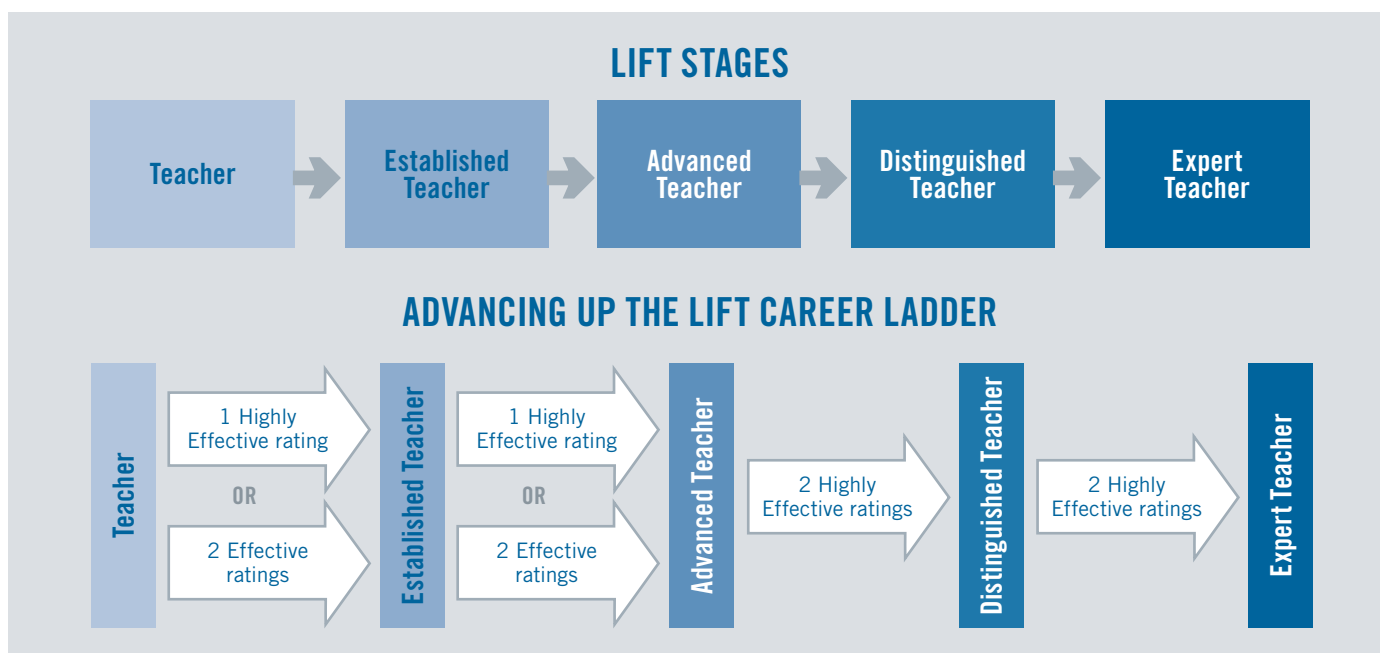 LIFT STAGES
Teacher
Established
Teacher
Advanced
Teacher
Distinguished
Teacher
Expert
Teacher
ADVANCING UP THE LIFT CAREER LADDER
Teacher
1 Highly
Effective rating
OR
2 Effective
ratings
Established Teacher
1 Highly
Effective rating
OR
2 Effective
ratings
Advanced Teacher
2 Highly
Effective ratings
Distinguished Teacher
2 Highly
Effective ratings
Expert Teacher